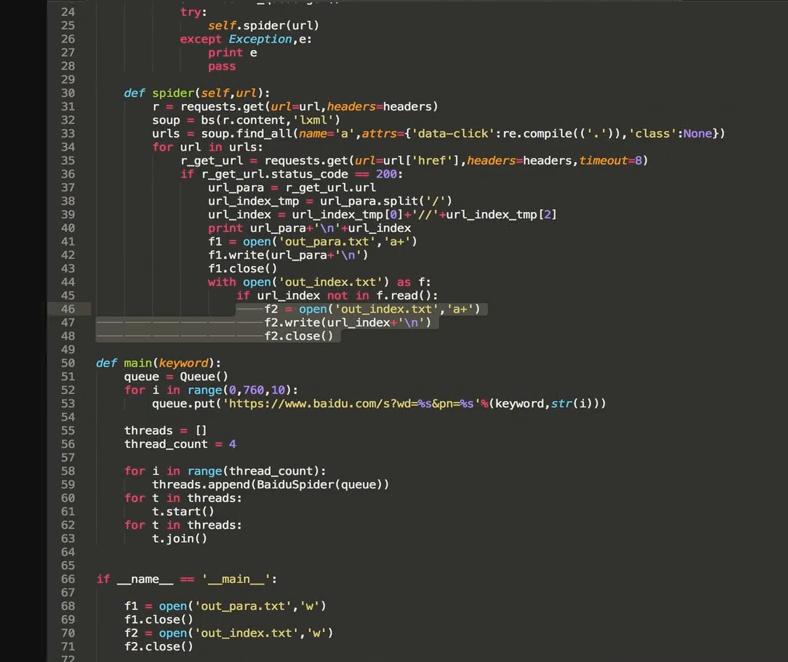 24 try:
25 self.spider(url)
26 except Exception,e:
27 print e
28 pass
29
30 def spider(self,url):
31 r = requests.get(url=url,headers=headers)
32 soup = bs(r.content,'lxml')
33 urls = soup.find_all(name='a',attrs={'data-click':re.compile(('.')),'class':None})
34 for url in urls:
35 r_get_url = requests.get(url=url['href'],headers=headers,timeout=8)
36 if r_get_url.status_code == 200:
37 url_para = r_get_url.url
38 url_index_tmp = url_para.split('/')
39 url_index = url_index_tmp[0]+'//'+url_index_tmp[2]
40 print url_para+'\n'+url_index
41 f1 = open('out_para.txt','a+')
42 f1.write(url_para+'\n')
43 f1.close()
44 with open('out_index.txt') as f:
45 if url_index not in f.read():
46 f2 = open('out_index.txt','a+')
47 f2.write(url_index+'\n')
48 f2.close()
49
50 def main(keyword):
51 queue = Queue()
52 for i in range(0,760,10):
53 queue.put('https://www.baidu.com/s?wd=%s&pn=%s'%(keyword,str(i)))
54
55 threads = []
56 thread_count = 4
57
58 for i in range(thread_count):
59 threads.append(BaiduSpider(queue))
60 for t in threads:
61 t.start()
62 for t in threads:
63 t.join()
64
65
66 if __name__ == '__main__':
67
68 f1 = open('out_para.txt','w')
69 f1.close()
70 f2 = open('out_index.txt','w')
71 f2.close()
72